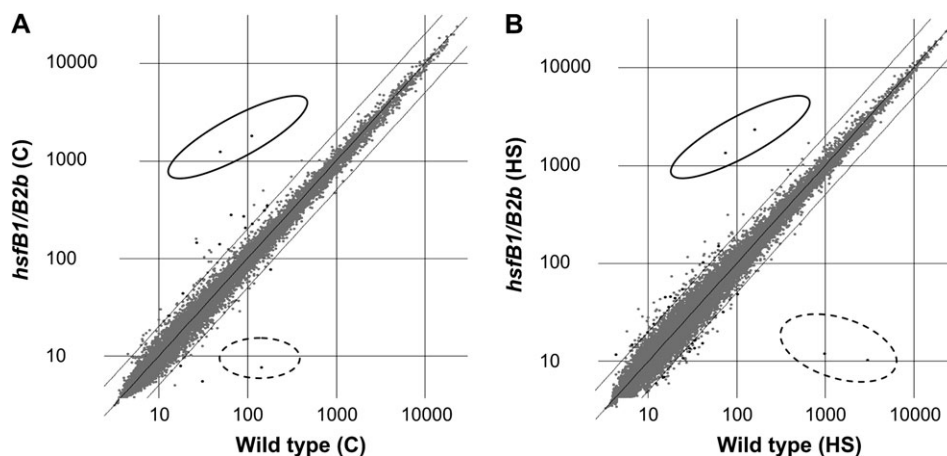 A
B
10000
1000
100
10
hsfB1/B2b (C)
10 100 1000 10000
Wild type (C)
10000
1000
100
10
hsfB1/B2b (HS)
10 100 1000 10000
Wild type (HS)